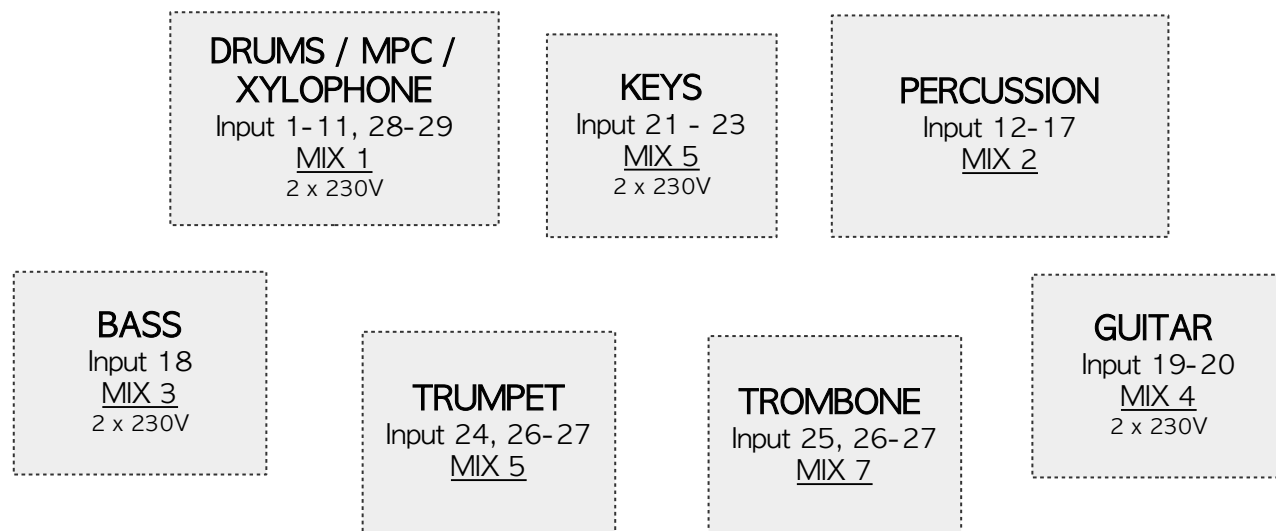 DRUMS / MPC /
XYLOPHONE
Input 1-11, 28-29
MIX 1
2 x 230V
KEYS
Input 21 - 23
MIX 5
2 x 230V
PERCUSSION
Input 12-17
MIX 2
BASS
Input 18
MIX 3
2 x 230V
TRUMPET
Input 24, 26-27
MIX 5
TROMBONE
Input 25, 26-27
MIX 7
GUITAR
Input 19-20
MIX 4
2 x 230V